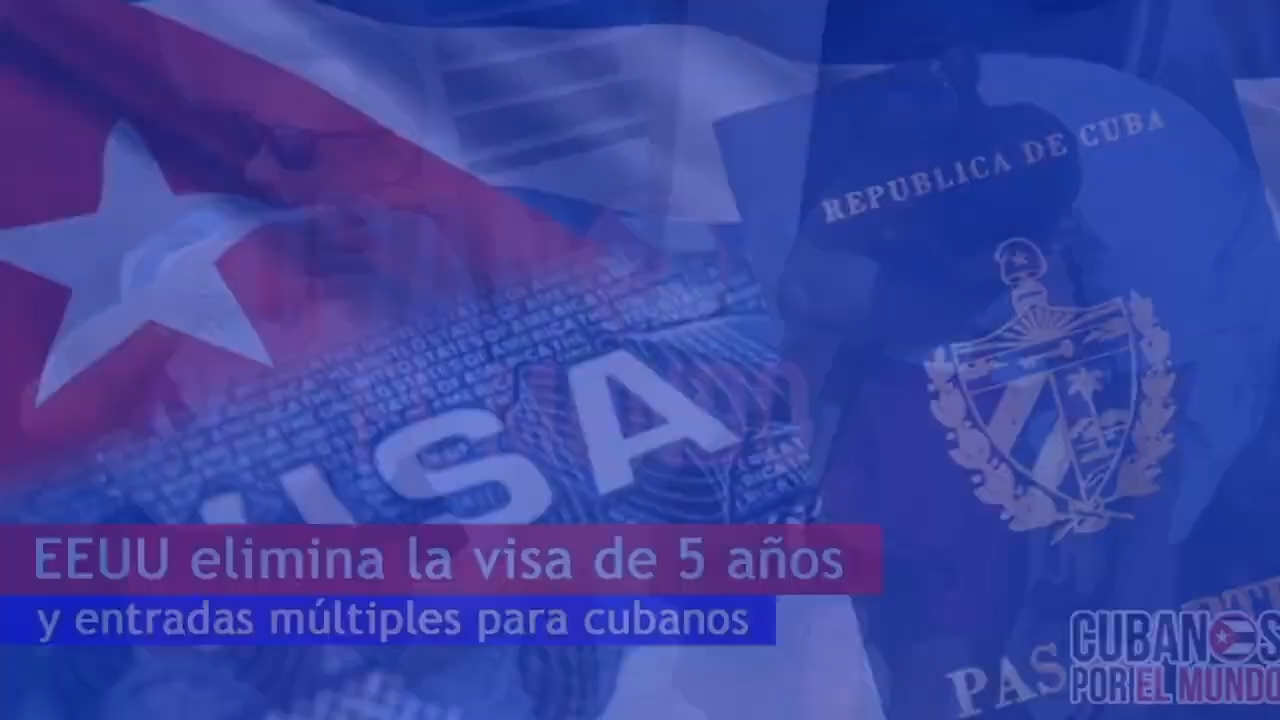 REPUBLICA DE CUBA
VISA
EEUU elimina la visa de 5 años
y entradas múltiples para cubanos
CUBANOS
POR EL MUNDO
PAS